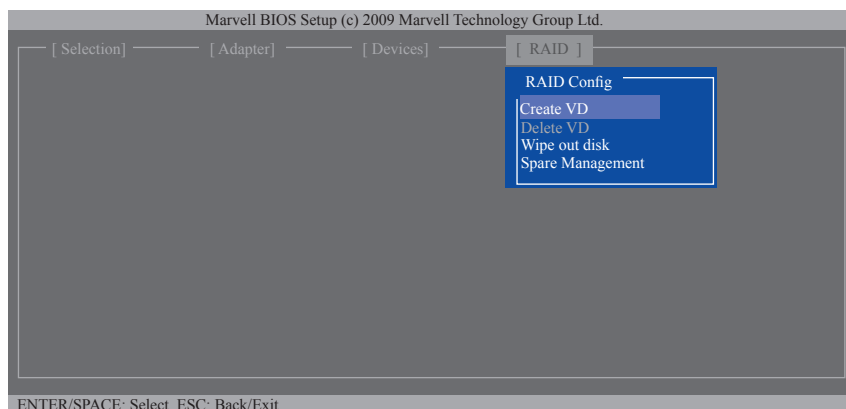 Marvell BIOS Setup (c) 2009 Marvell Technology Group Ltd.
[ Selection] [ Adapter] [ Devices] [ RAID ]
RAID Config
Create VD
Delete VD
Wipe out disk
Spare Management
ENTER/SPACE: Select ESC: Back/Exit